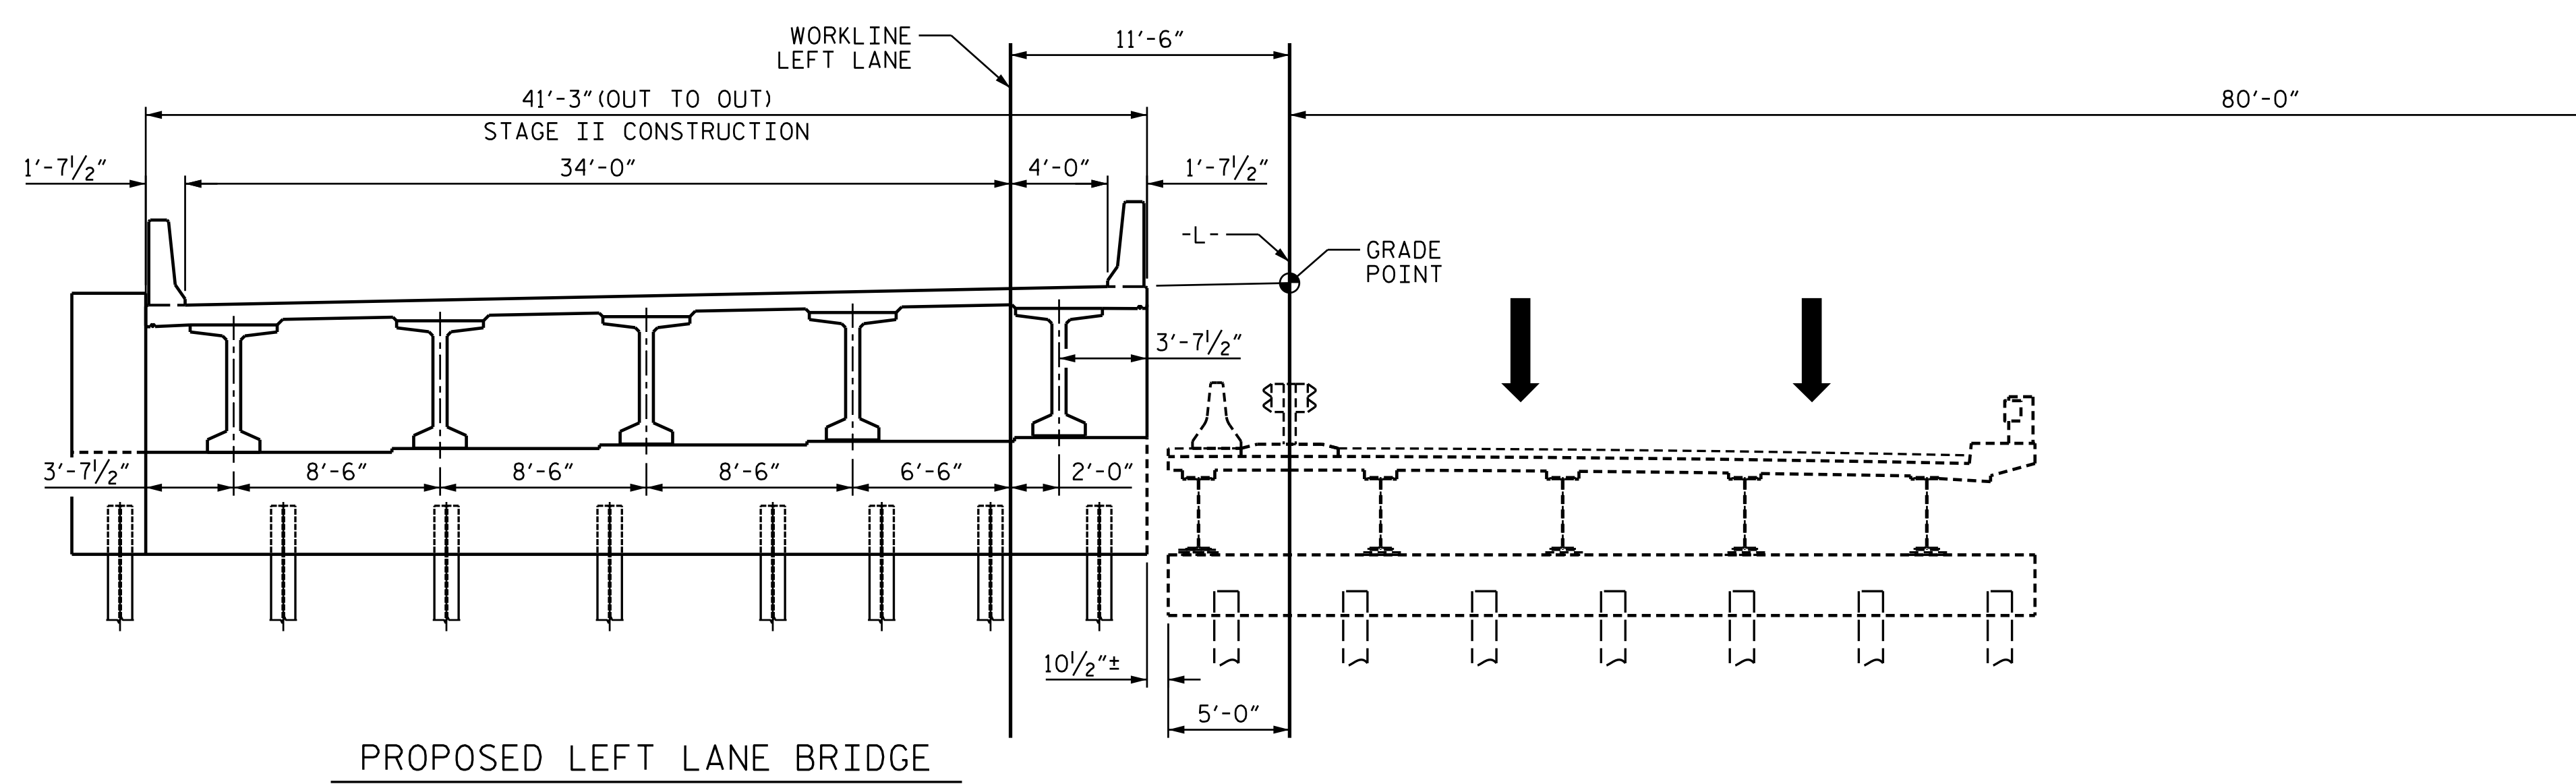 WORKLINE
LEFT LANE
11'-6"
41'-3"(OUT TO OUT)
80'-0"
STAGE II CONSTRUCTION
1'-7½"
34'-0"
4'-0"
1'-7½"
-L-
GRADE
POINT
3'-7½"
3'-7½"
8'-6"
8'-6"
8'-6"
6'-6"
2'-0"
10½"±
5'-0"
PROPOSED LEFT LANE BRIDGE